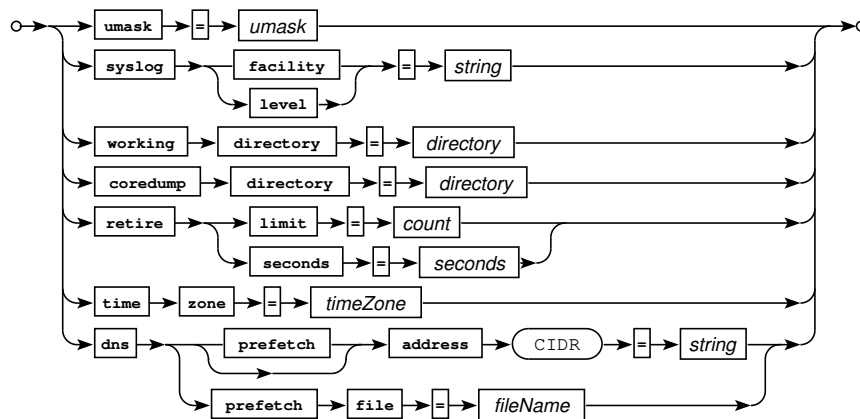 umask = umask
syslog facility = string
level
working directory = directory
coredump directory = directory
retire limit = count
seconds = seconds
time zone = timeZone
dns prefetch address CIDR = string
prefetch file = fileName